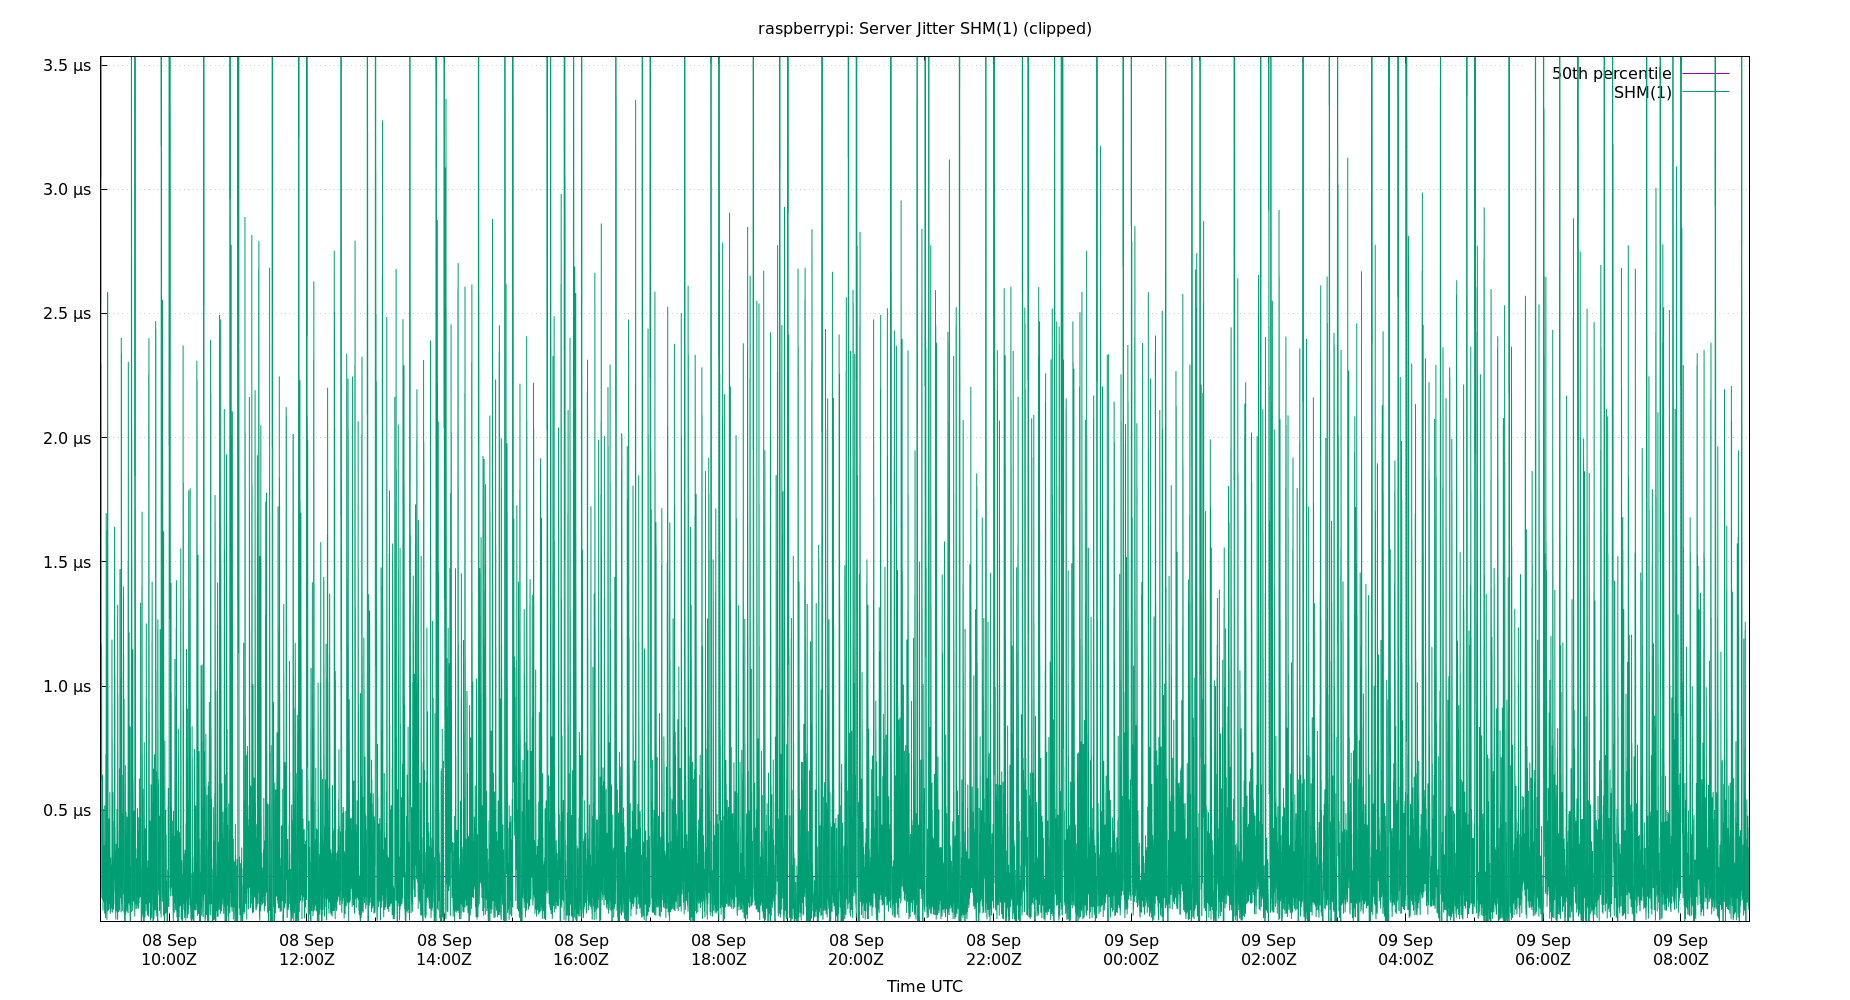 raspberrypi: Server Jitter SHM(1) (clipped)
3.5 µs
3.0 µs
2.5 µs
2.0 µs
1.5 µs
1.0 µs
0.5 µs
50th percentile
SHM(1)
08 Sep 08 Sep 08 Sep 08 Sep 08 Sep 08 Sep 08 Sep 09 Sep 09 Sep 09 Sep 09 Sep 09 Sep
10:00Z 12:00Z 14:00Z 16:00Z 18:00Z 20:00Z 22:00Z 00:00Z 02:00Z 04:00Z 06:00Z 08:00Z
Time UTC